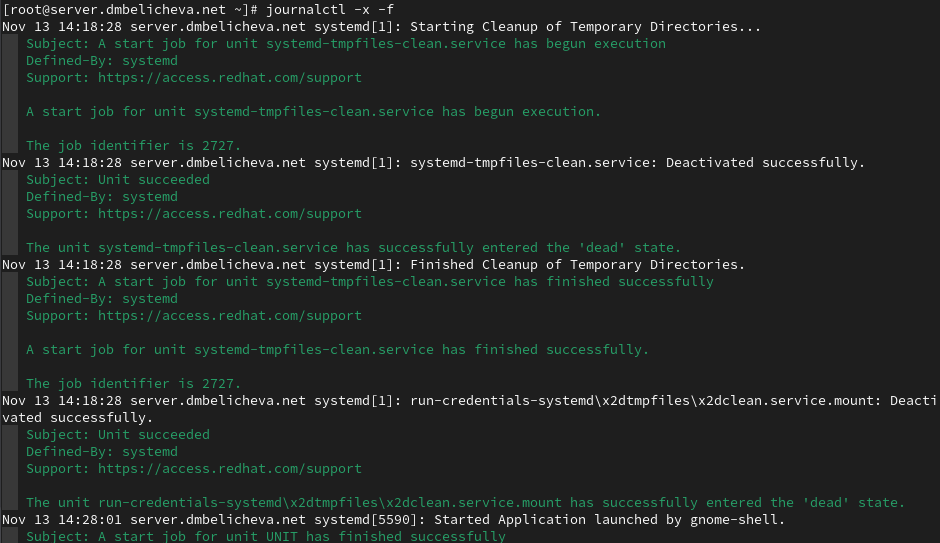 [root@server.dmbelicheva.net ~]# journalctl -x -f
Nov 13 14:18:28 server.dmbelicheva.net systemd[1]: Starting Cleanup of Temporary Directories...
Subject: A start job for unit systemd-tmpfiles-clean.service has begun execution
Defined-By: systemd
Support: https://access.redhat.com/support
A start job for unit systemd-tmpfiles-clean.service has begun execution.
The job identifier is 2727.
Nov 13 14:18:28 server.dmbelicheva.net systemd[1]: systemd-tmpfiles-clean.service: Deactivated successfully.
Subject: Unit succeeded
Defined-By: systemd
Support: https://access.redhat.com/support
The unit systemd-tmpfiles-clean.service has successfully entered the 'dead' state.
Nov 13 14:18:28 server.dmbelicheva.net systemd[1]: Finished Cleanup of Temporary Directories.
Subject: A start job for unit systemd-tmpfiles-clean.service has finished successfully
Defined-By: systemd
Support: https://access.redhat.com/support
A start job for unit systemd-tmpfiles-clean.service has finished successfully.
The job identifier is 2727.
Nov 13 14:18:28 server.dmbelicheva.net systemd[1]: run-credentials-systemd\x2dtmpfiles\x2dclean.service.mount: Deacti
vated successfully.
Subject: Unit succeeded
Defined-By: systemd
Support: https://access.redhat.com/support
The unit run-credentials-systemd\x2dtmpfiles\x2dclean.service.mount has successfully entered the 'dead' state.
Nov 13 14:28:01 server.dmbelicheva.net systemd[5590]: Started Application launched by gnome-shell.
Subject: A start job for unit UNIT has finished successfully